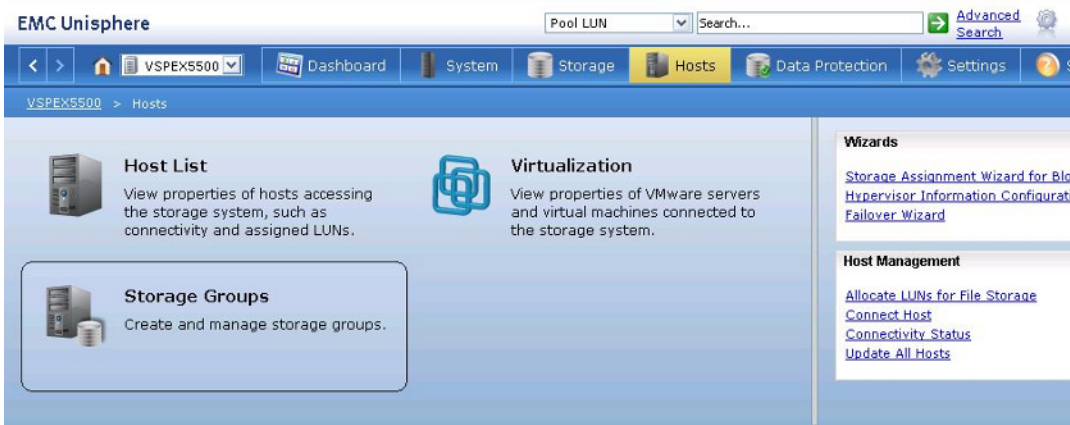 EMC Unisphere
Pool LUN
Search...
Advanced
Search
VSPEX5500
Dashboard
System
Storage
Hosts
Data Protection
Settings
VSPEX5500 > Hosts
Host List
View properties of hosts accessing
the storage system, such as
connectivity and assigned LUNs.
Virtualization
View properties of VMware servers
and virtual machines connected to
the storage system.
Storage Groups
Create and manage storage groups.
Wizards
Storage Assignment Wizard for Blo
Hypervisor Information Configurati
Failover Wizard
Host Management
Allocate LUNs for File Storage
Connect Host
Connectivity Status
Update All Hosts